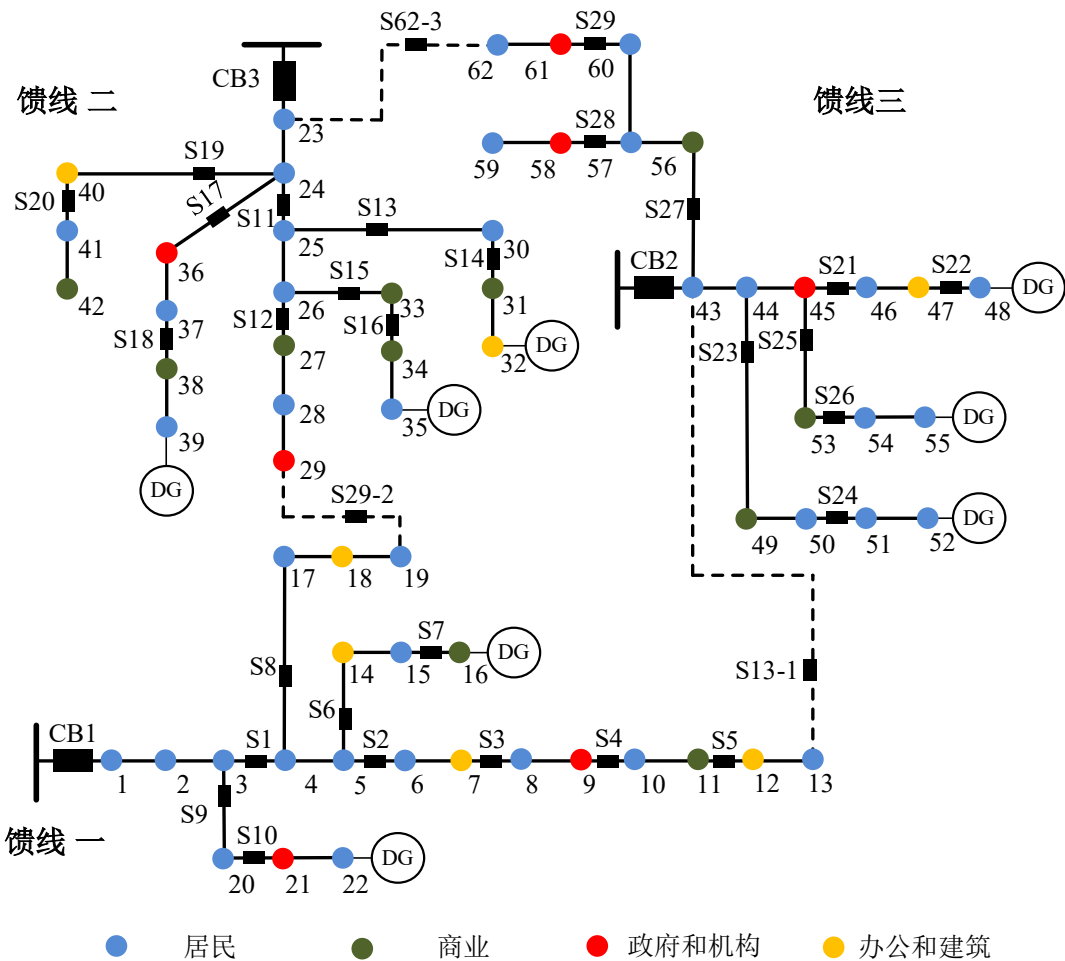 S62-3 S29
CB3 62 61 60
馈线 二 馈线三
23 S28
S19 59 58 57 56
40 S17 24
S20 S11 S13 S27
41 25 30
36 S14 CB2 S21 S22
S15 43 44 45 46 47 48 DG
42 37 S12 26 33 31
S18 S16 S23 S25
27 34 32 DG
38
28 35 DG S26
39 53 54 55 DG
29
DG S29-2 S24
49 50 51 52 DG
17 18 19
S7
S8 14 15 16 DG S13-1
S6
CB1 S1 S2 S3 S4 S5
1 2 3 4 5 6 7 8 9 10 11 12 13
S9
馈线 一 S10
20 21 22 DG
居民 商业 政府和机构 办公和建筑